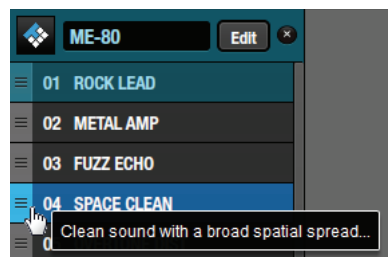 ME-80 Edit
01 ROCK LEAD
02 METAL AMP
03 FUZZ ECHO
04 SPACE CLEAN
Clean sound with a broad spatial spread...